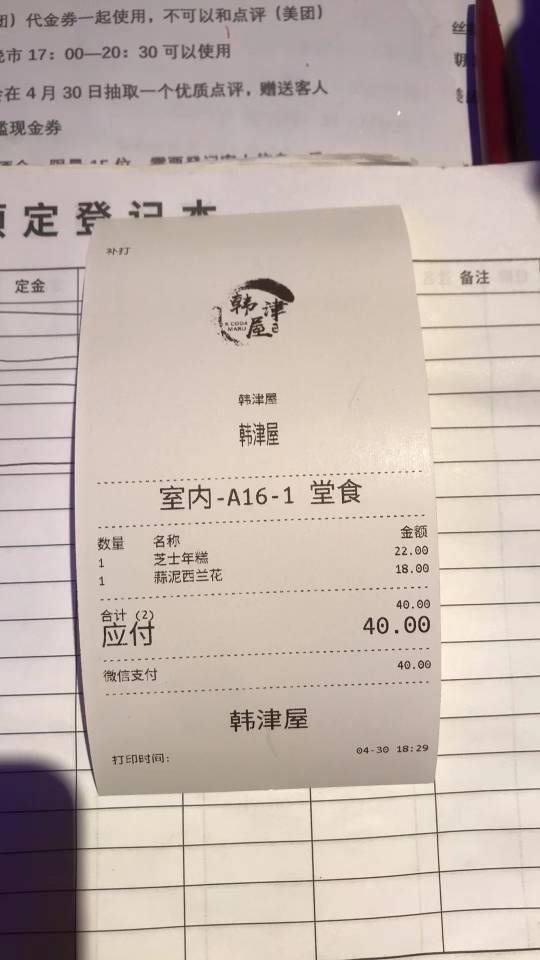 代金券一起使用，不可以和点评（美团）
市 17：00—20：30 可以使用
在 4 月 30 日抽取一个优质点评，赠送客人
现金券
定登记本
定金
备注
补打
韩津屋
韩津屋
韩津屋
室内-A16-1 堂食
数量 名称 金额
1 芝士年糕 22.00
1 蒜泥西兰花 18.00
合计 (2) 40.00
应付 40.00
微信支付 40.00
韩津屋
打印时间: 04-30 18:29